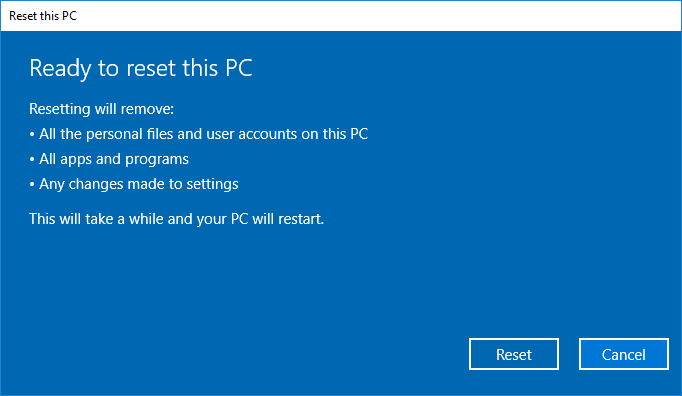 Reset this PC
Ready to reset this PC
Resetting will remove:
• All the personal files and user accounts on this PC
• All apps and programs
• Any changes made to settings
This will take a while and your PC will restart.
Reset
Cancel